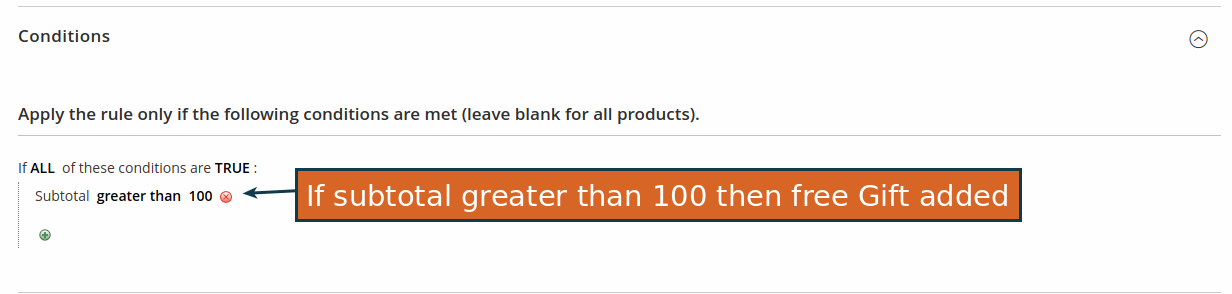 Conditions
Apply the rule only if the following conditions are met (leave blank for all products).
If ALL of these conditions are TRUE :
Subtotal greater than 100
If subtotal greater than 100 then free Gift added